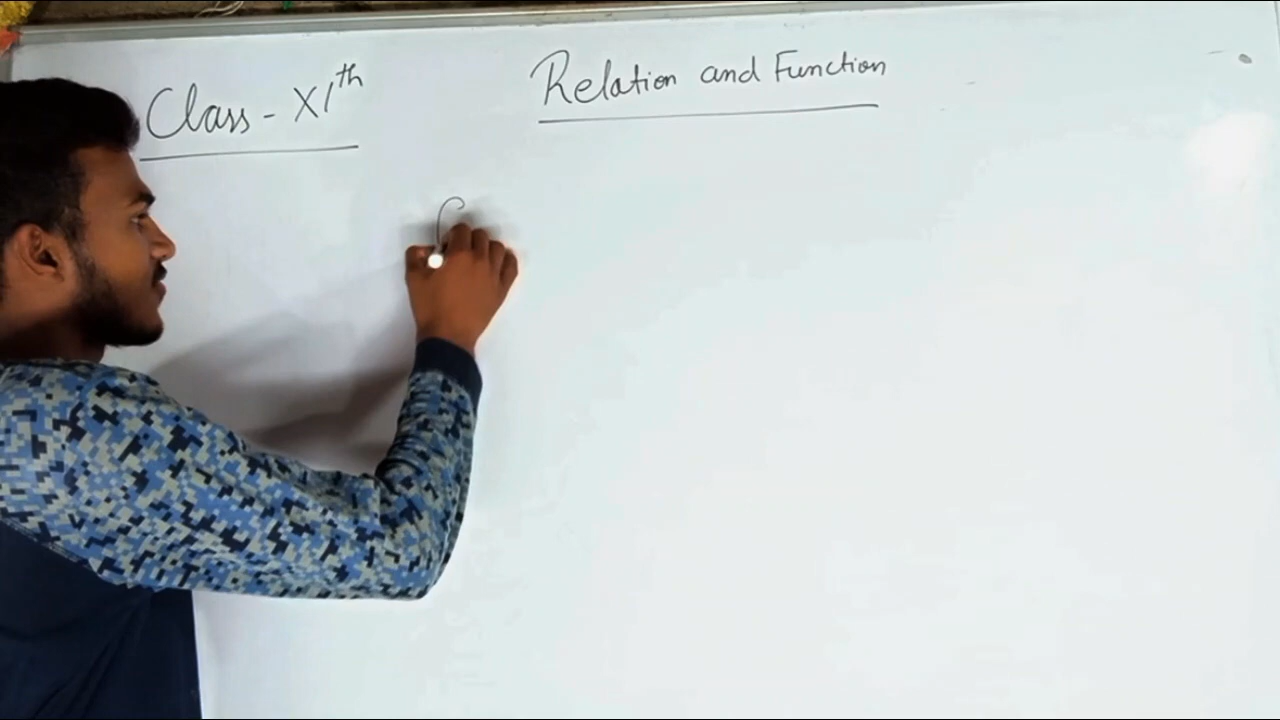 Class - XIth
Relation and Function